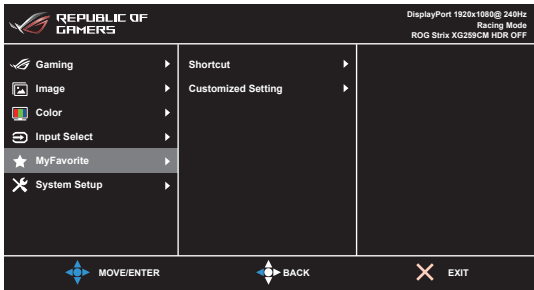 REPUBLIC OF
GAMERS
DisplayPort 1920x1080@ 240Hz
Racing Mode
ROG Strix XG259CM HDR OFF
Gaming
Image
Color
Input Select
MyFavorite
System Setup
Shortcut
Customized Setting
MOVE/ENTER
BACK
EXIT